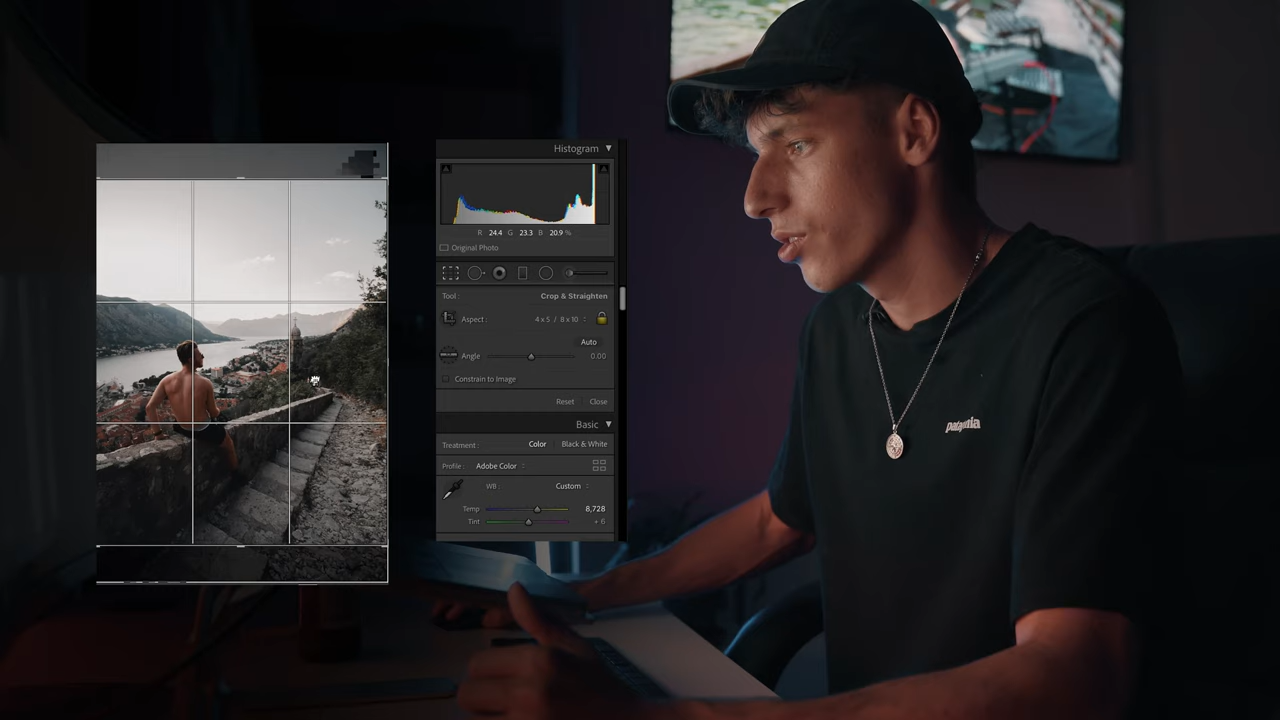 Histogram
R 24.4 G 23.3 B 20.9 %
Original Photo
Tool : Crop & Straighten
Aspect : 4 x 5 / 8 x 10
Auto
Angle 0.00
Constrain to Image
Reset Close
Basic
Treatment : Color Black & White
Profile : Adobe Color
WB : Custom
Temp 8,728
Tint + 6
patagonia